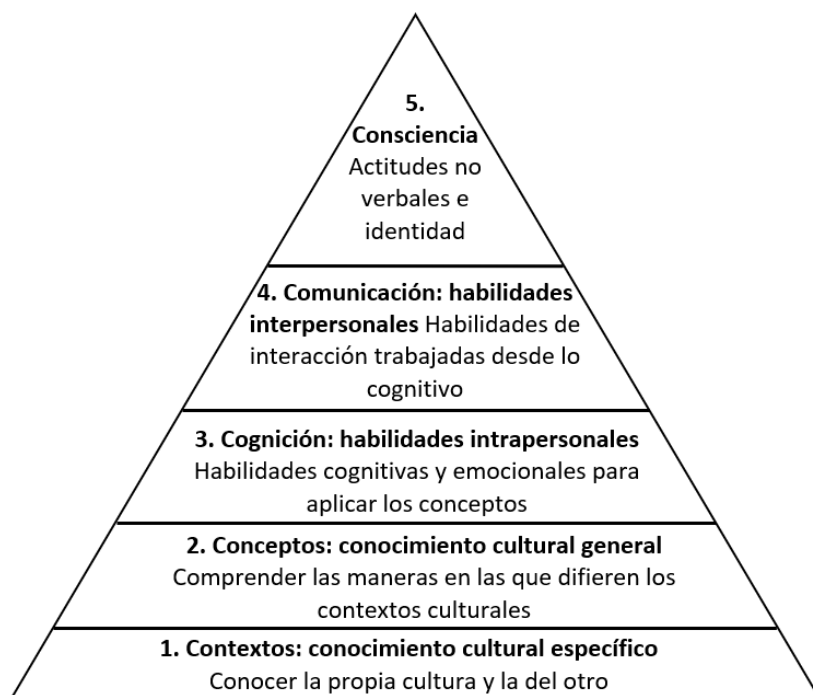 5.
Consciencia
Actitudes no
verbales e
identidad
4. Comunicación: habilidades
interpersonales Habilidades de
interacción trabajadas desde lo
cognitivo
3. Cognición: habilidades intrapersonales
Habilidades cognitivas y emocionales para
aplicar los conceptos
2. Conceptos: conocimiento cultural general
Comprender las maneras en las que difieren los
contextos culturales
1. Contextos: conocimiento cultural específico
Conocer la propia cultura y la del otro